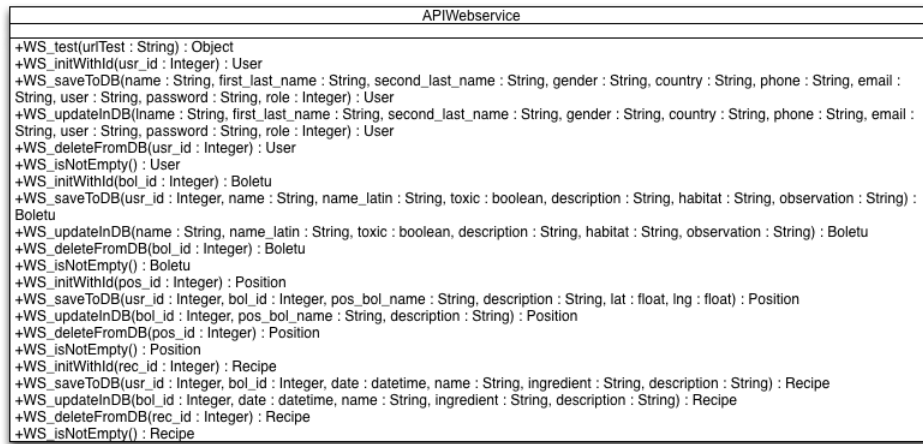 APIWebservice
+WS_test(urlTest : String) : Object
+WS_initWithId(usr_id : Integer) : User
+WS_saveToDB(name : String, first_last_name : String, second_last_name : String, gender : String, country : String, phone : String, email :
String, user : String, password : String, role : Integer) : User
+WS_updateInDB(lname : String, first_last_name : String, second_last_name : String, gender : String, country : String, phone : String, email :
String, user : String, password : String, role : Integer) : User
+WS_deleteFromDB(usr_id : Integer) : User
+WS_isNotEmpty() : User
+WS_initWithId(bol_id : Integer) : Boletu
+WS_saveToDB(usr_id : Integer, name : String, name_latin : String, toxic : boolean, description : String, habitat : String, observation : String) :
Boletu
+WS_updateInDB(name : String, name_latin : String, toxic : boolean, description : String, habitat : String, observation : String) : Boletu
+WS_deleteFromDB(bol_id : Integer) : Boletu
+WS_isNotEmpty() : Boletu
+WS_initWithId(pos_id : Integer) : Position
+WS_saveToDB(usr_id : Integer, bol_id : Integer, pos_bol_name : String, description : String, lat : float, lng : float) : Position
+WS_updateInDB(bol_id : Integer, pos_bol_name : String, description : String) : Position
+WS_deleteFromDB(pos_id : Integer) : Position
+WS_isNotEmpty() : Position
+WS_initWithId(rec_id : Integer) : Recipe
+WS_saveToDB(usr_id : Integer, bol_id : Integer, date : datetime, name : String, ingredient : String, description : String) : Recipe
+WS_updateInDB(bol_id : Integer, date : datetime, name : String, ingredient : String, description : String) : Recipe
+WS_deleteFromDB(rec_id : Integer) : Recipe
+WS_isNotEmpty() : Recipe